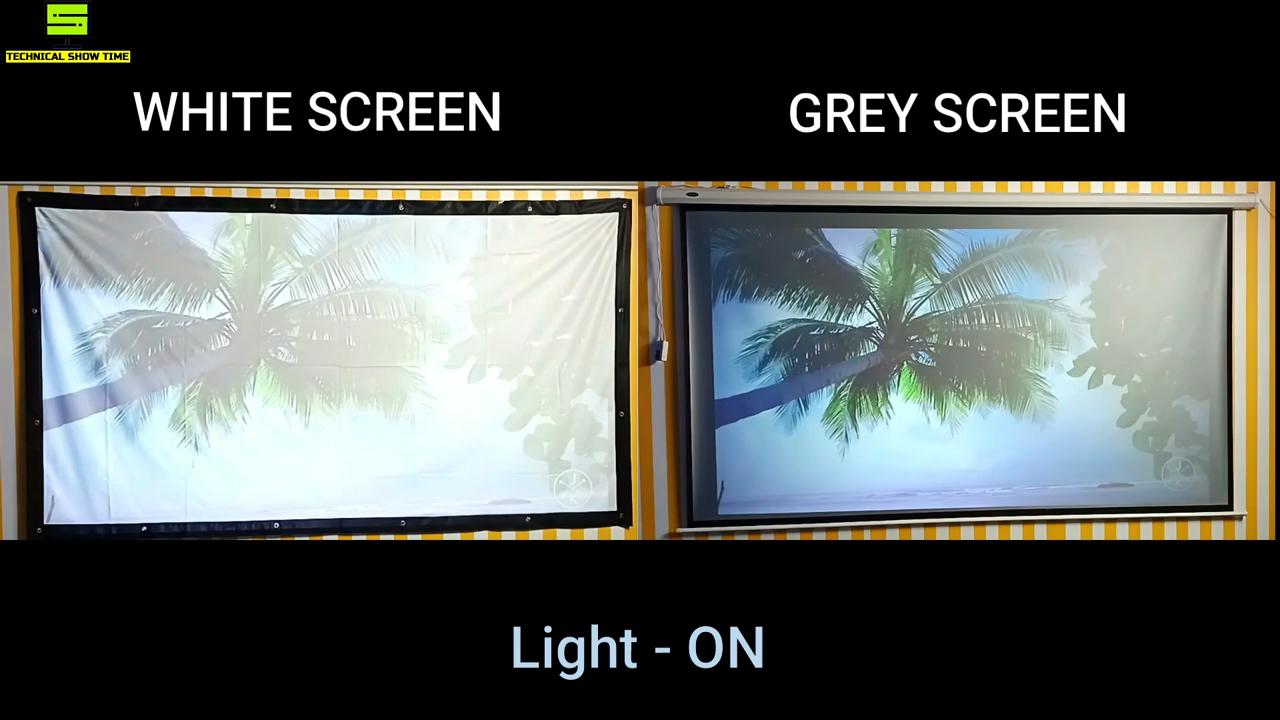 TECHNICAL SHOW TIME
WHITE SCREEN
GREY SCREEN
Light - ON